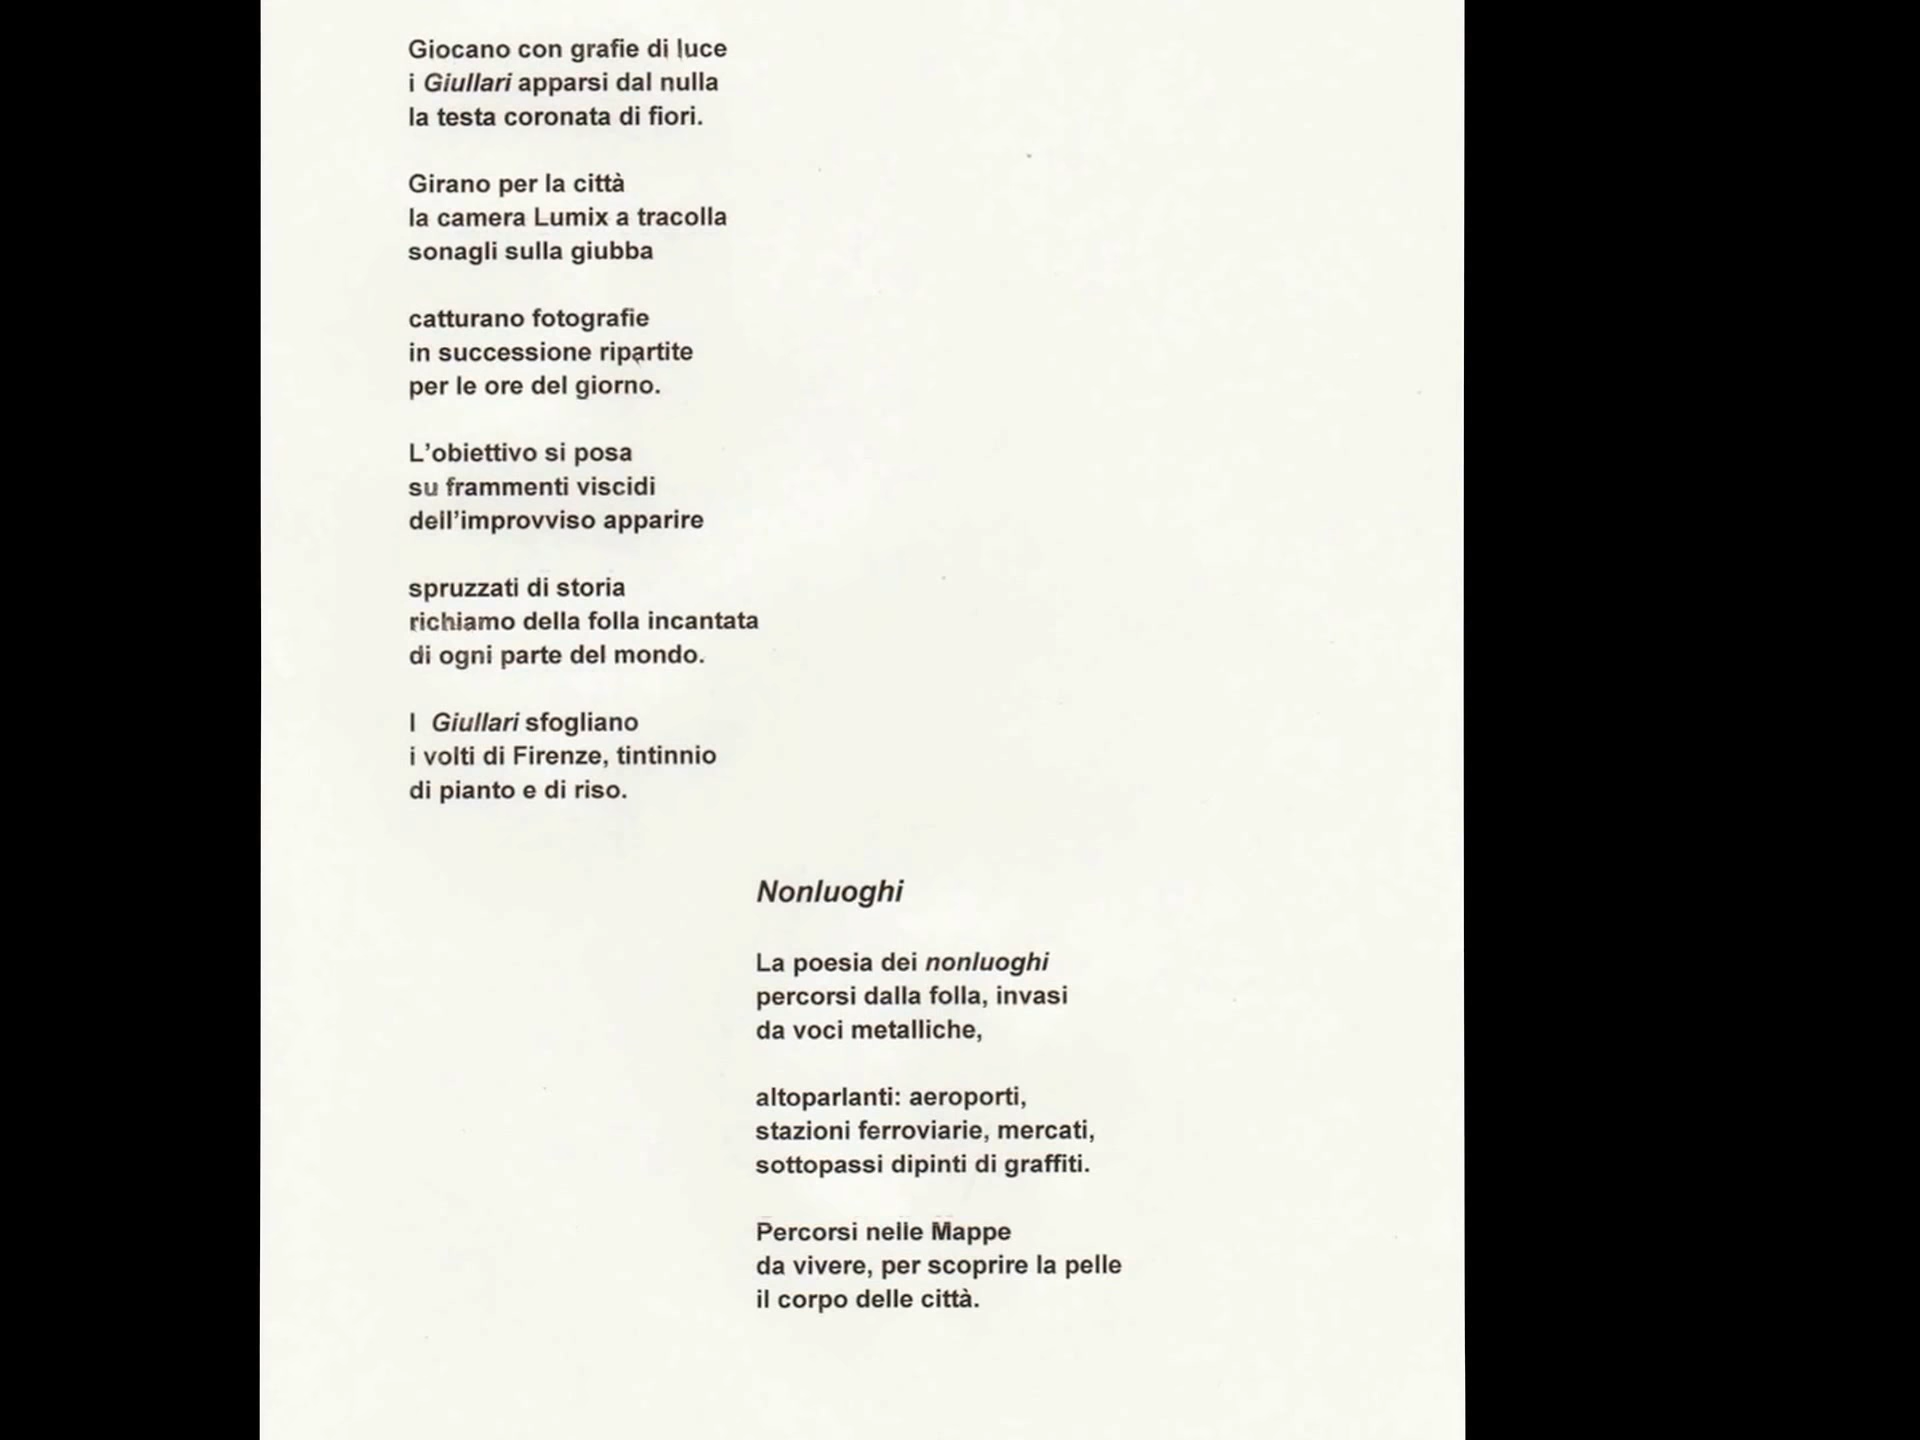 Giocano con grafie di luce
i Giullari apparsi dal nulla
la testa coronata di fiori.
Girano per la città
la camera Lumix a tracolla
sonagli sulla giubba
catturano fotografie
in successione ripartite
per le ore del giorno.
L’obiettivo si posa
su frammenti viscidi
dell’improvviso apparire
spruzzati di storia
richiamo della folla incantata
di ogni parte del mondo.
I Giullari sfogliano
i volti di Firenze, tintinnio
di pianto e di riso.
Nonluoghi
La poesia dei nonluoghi
percorsi dalla folla, invasi
da voci metalliche,
altoparlanti: aeroporti,
stazioni ferroviarie, mercati,
sottopassi dipinti di graffiti.
Percorsi nelle Mappe
da vivere, per scoprire la pelle
il corpo delle città.